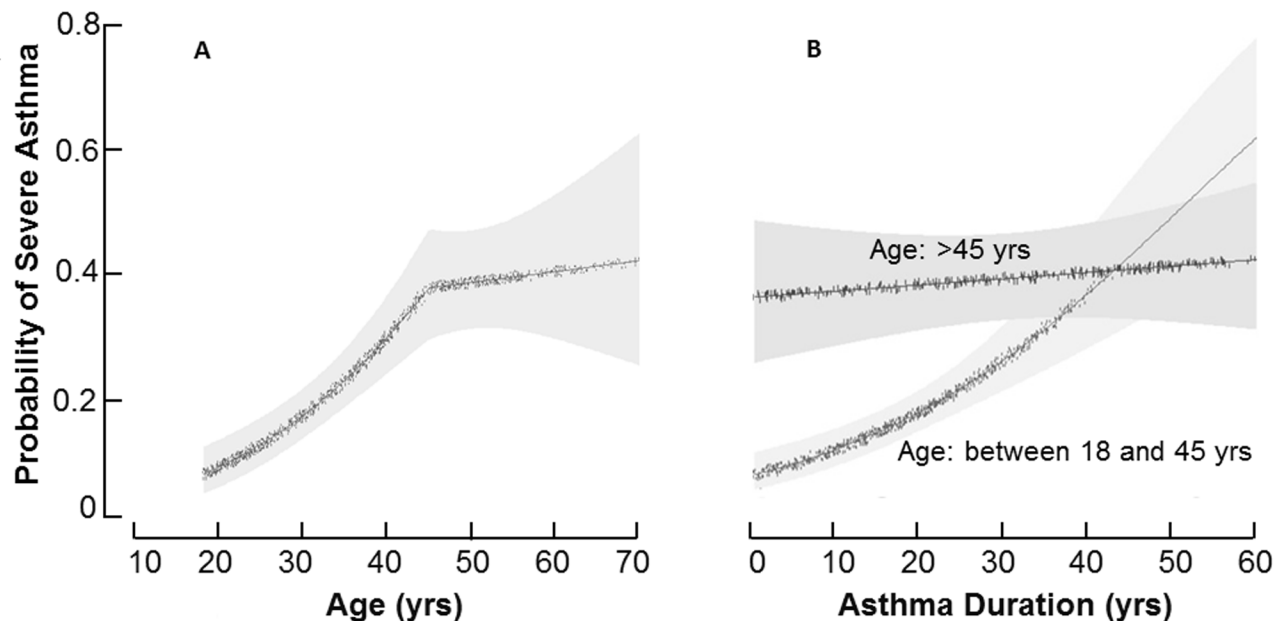 A
B
Probability of Severe Asthma
0.8
0.6
0.4
0.2
0
Age: >45 yrs
Age: between 18 and 45 yrs
10 20 30 40 50 60 70
0 10 20 30 40 50 60
Age (yrs)
Asthma Duration (yrs)